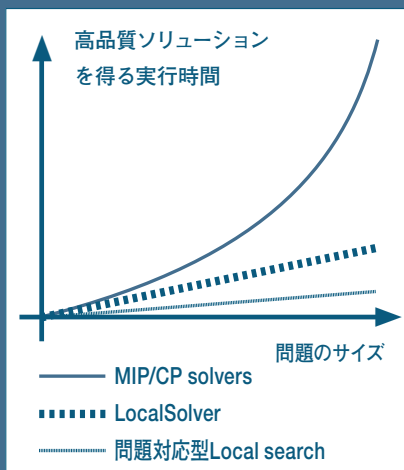 高品質ソリューション
を得る実行時間
問題のサイズ
MIP/CP solvers
LocalSolver
問題対応型Local search